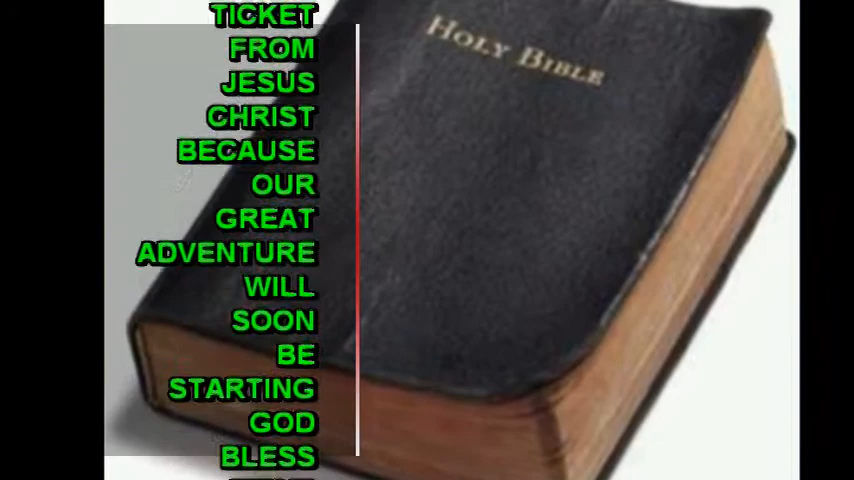 TICKET
FROM
JESUS
CHRIST
BECAUSE
OUR
GREAT
ADVENTURE
WILL
SOON
BE
STARTING
GOD
BLESS
HOLY BIBLE